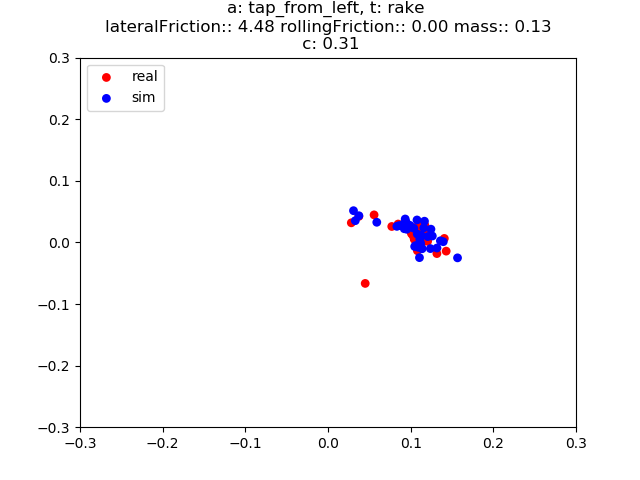 a: tap_from_left, t: rake
lateralFriction:: 4.48 rollingFriction:: 0.00 mass:: 0.13
c: 0.31
real
sim
0.3
0.2
0.1
0.0
−0.1
−0.2
−0.3
−0.3 −0.2 −0.1 0.0 0.1 0.2 0.3